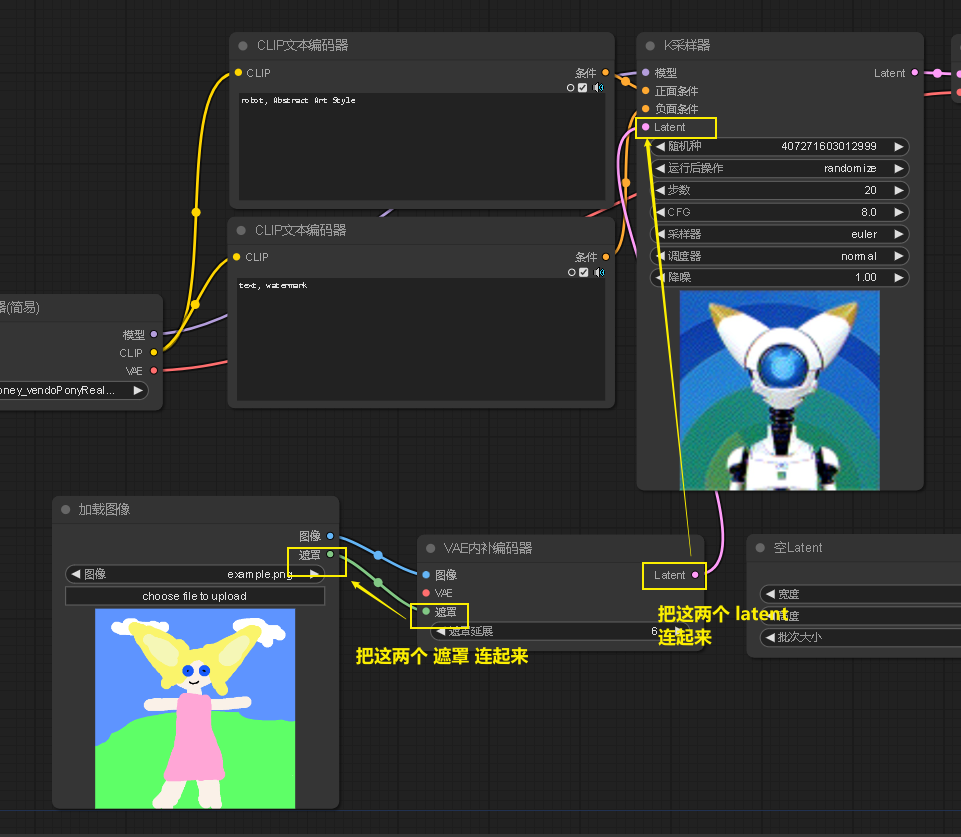 CLIP文本编码器
CLIP
条件
robot, Abstract Art Style
CLIP文本编码器
CLIP
条件
text, watermark
K采样器
模型
Latent
正面条件
负面条件
Latent
随机种 407271603012999
运行后操作 randomize
步数 20
CFG 8.0
采样器 euler
调度器 normal
降噪 1.00
器(简易)
模型
CLIP
VAE
oney_vendoPonyReal...
加载图像
图像
遮罩
图像 example.png
choose file to upload
VAE内补编码器
图像
Latent
VAE
遮罩
遮罩延展 6
空Latent
宽度
高度
批次大小
把这两个 latent
连起来
把这两个 遮罩 连起来